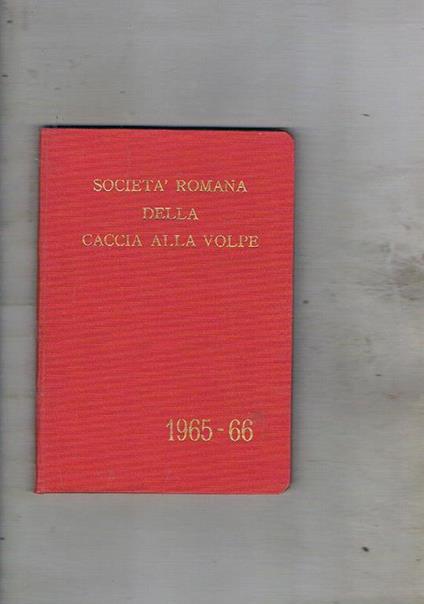 SOCIETA' ROMANA
DELLA
CACCIA ALLA VOLPE
1965-66